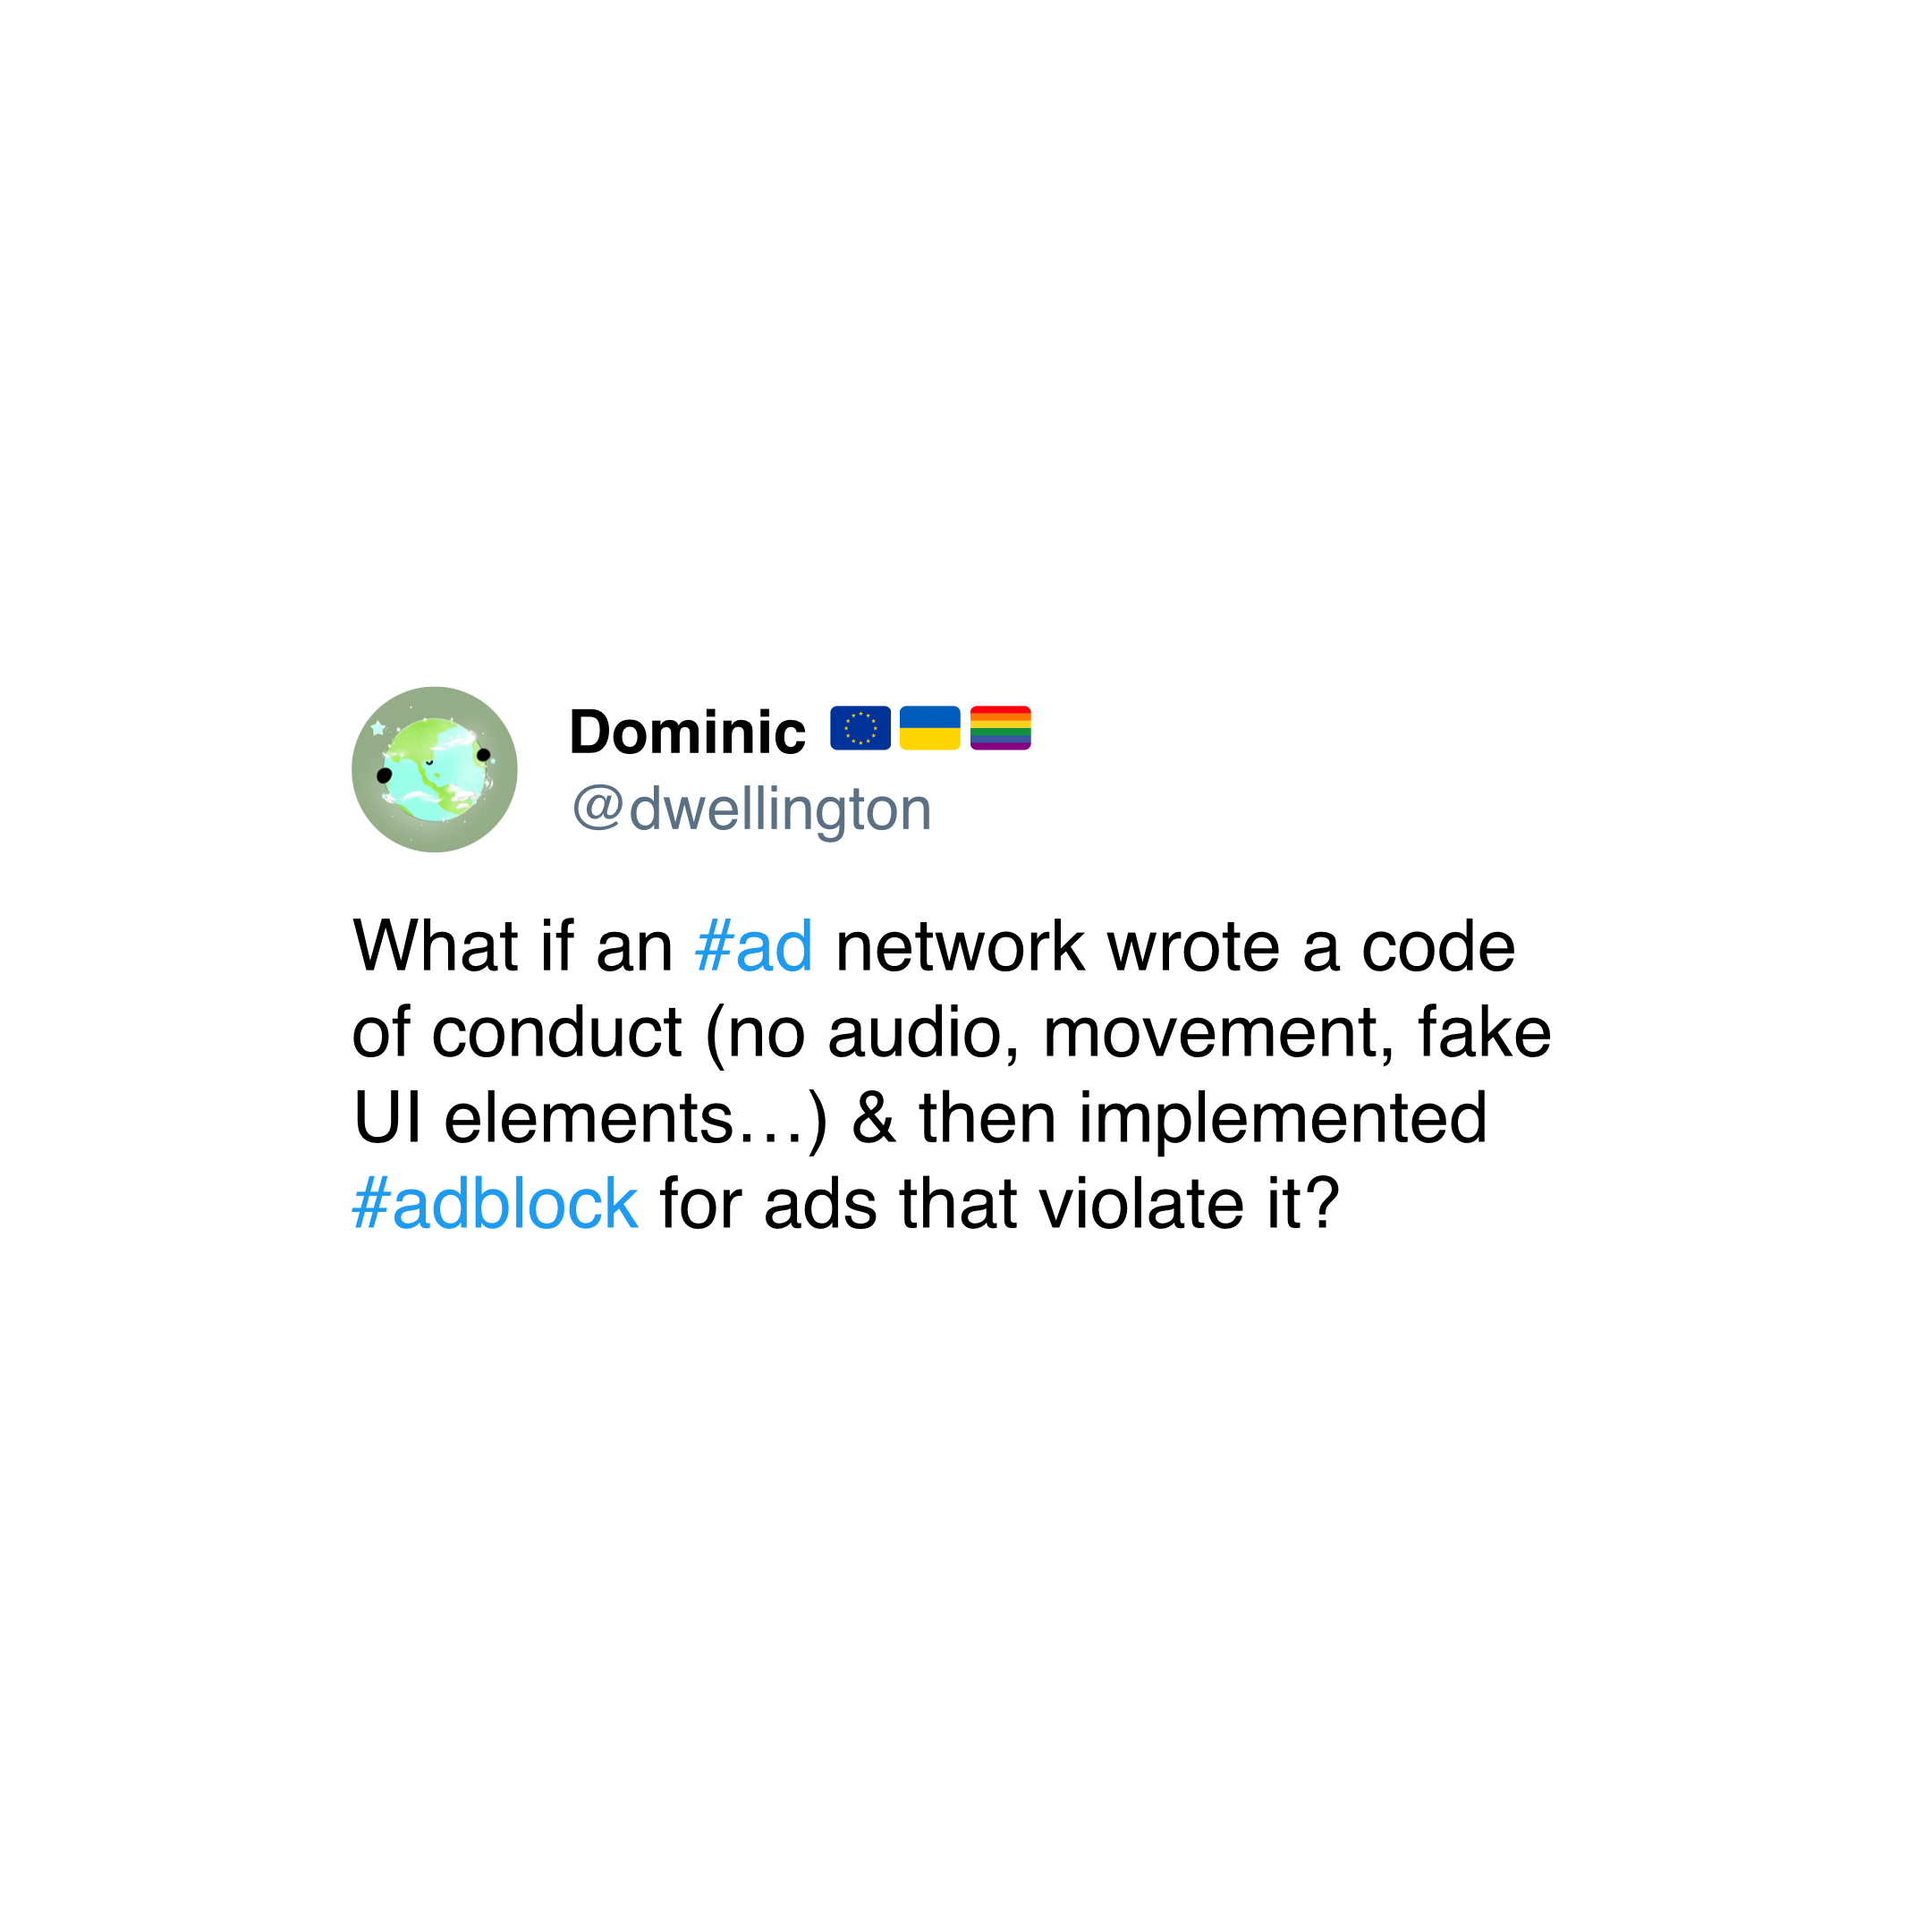 Dominic 🇪🇺🇺🇦🏳️‍🌈
@dwellington
What if an #ad network wrote a code
of conduct (no audio, movement, fake
UI elements…) & then implemented
#adblock for ads that violate it?